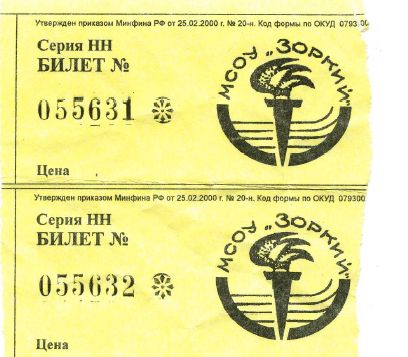 Утвержден приказом Минфина РФ от 25.02.2000 г. № 20-н. Код формы по ОКУД 0793 00
Серия НН
БИЛЕТ №
055631
МСОУ „ЗОРКИЙ"
Цена
Утвержден приказом Минфина РФ от 25.02.2000 г. № 20-н. Код формы по ОКУД 079300
Серия НН
БИЛЕТ №
055632
МСОУ „ЗОРКИЙ"
Цена